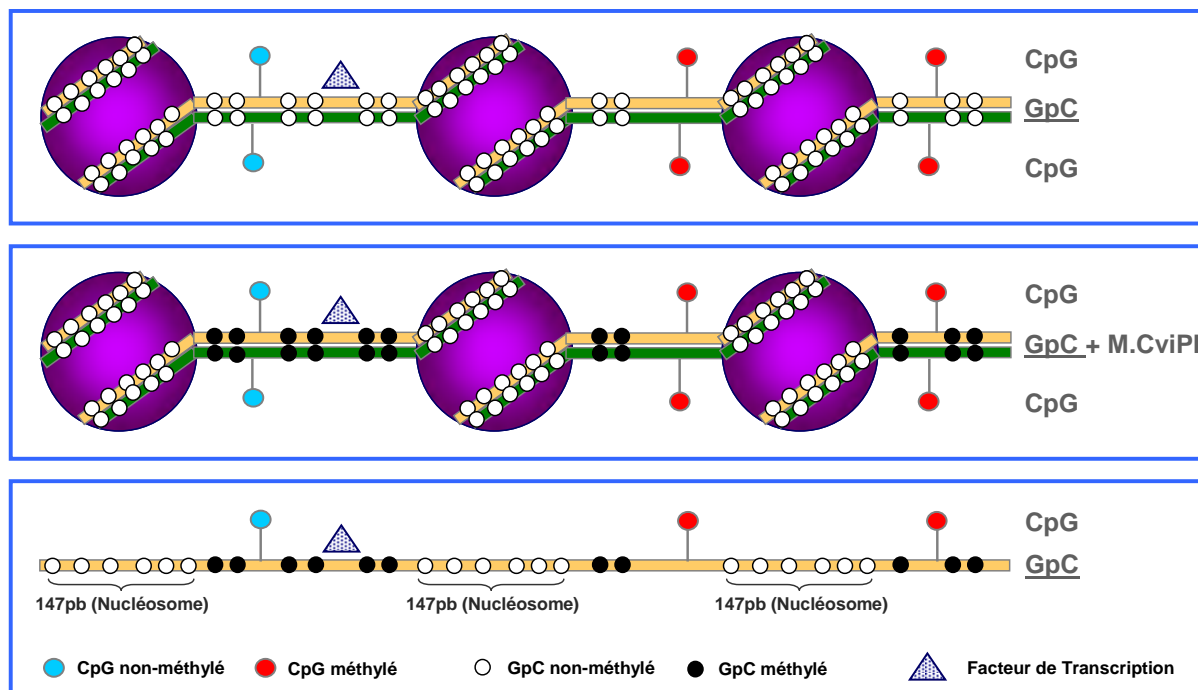 CpG
GpC
CpG
CpG
GpC + M.CviPI
CpG
CpG
GpC
147pb (Nucléosome) 147pb (Nucléosome) 147pb (Nucléosome)
CpG non-méthylé CpG méthylé GpC non-méthylé GpC méthylé Facteur de Transcription